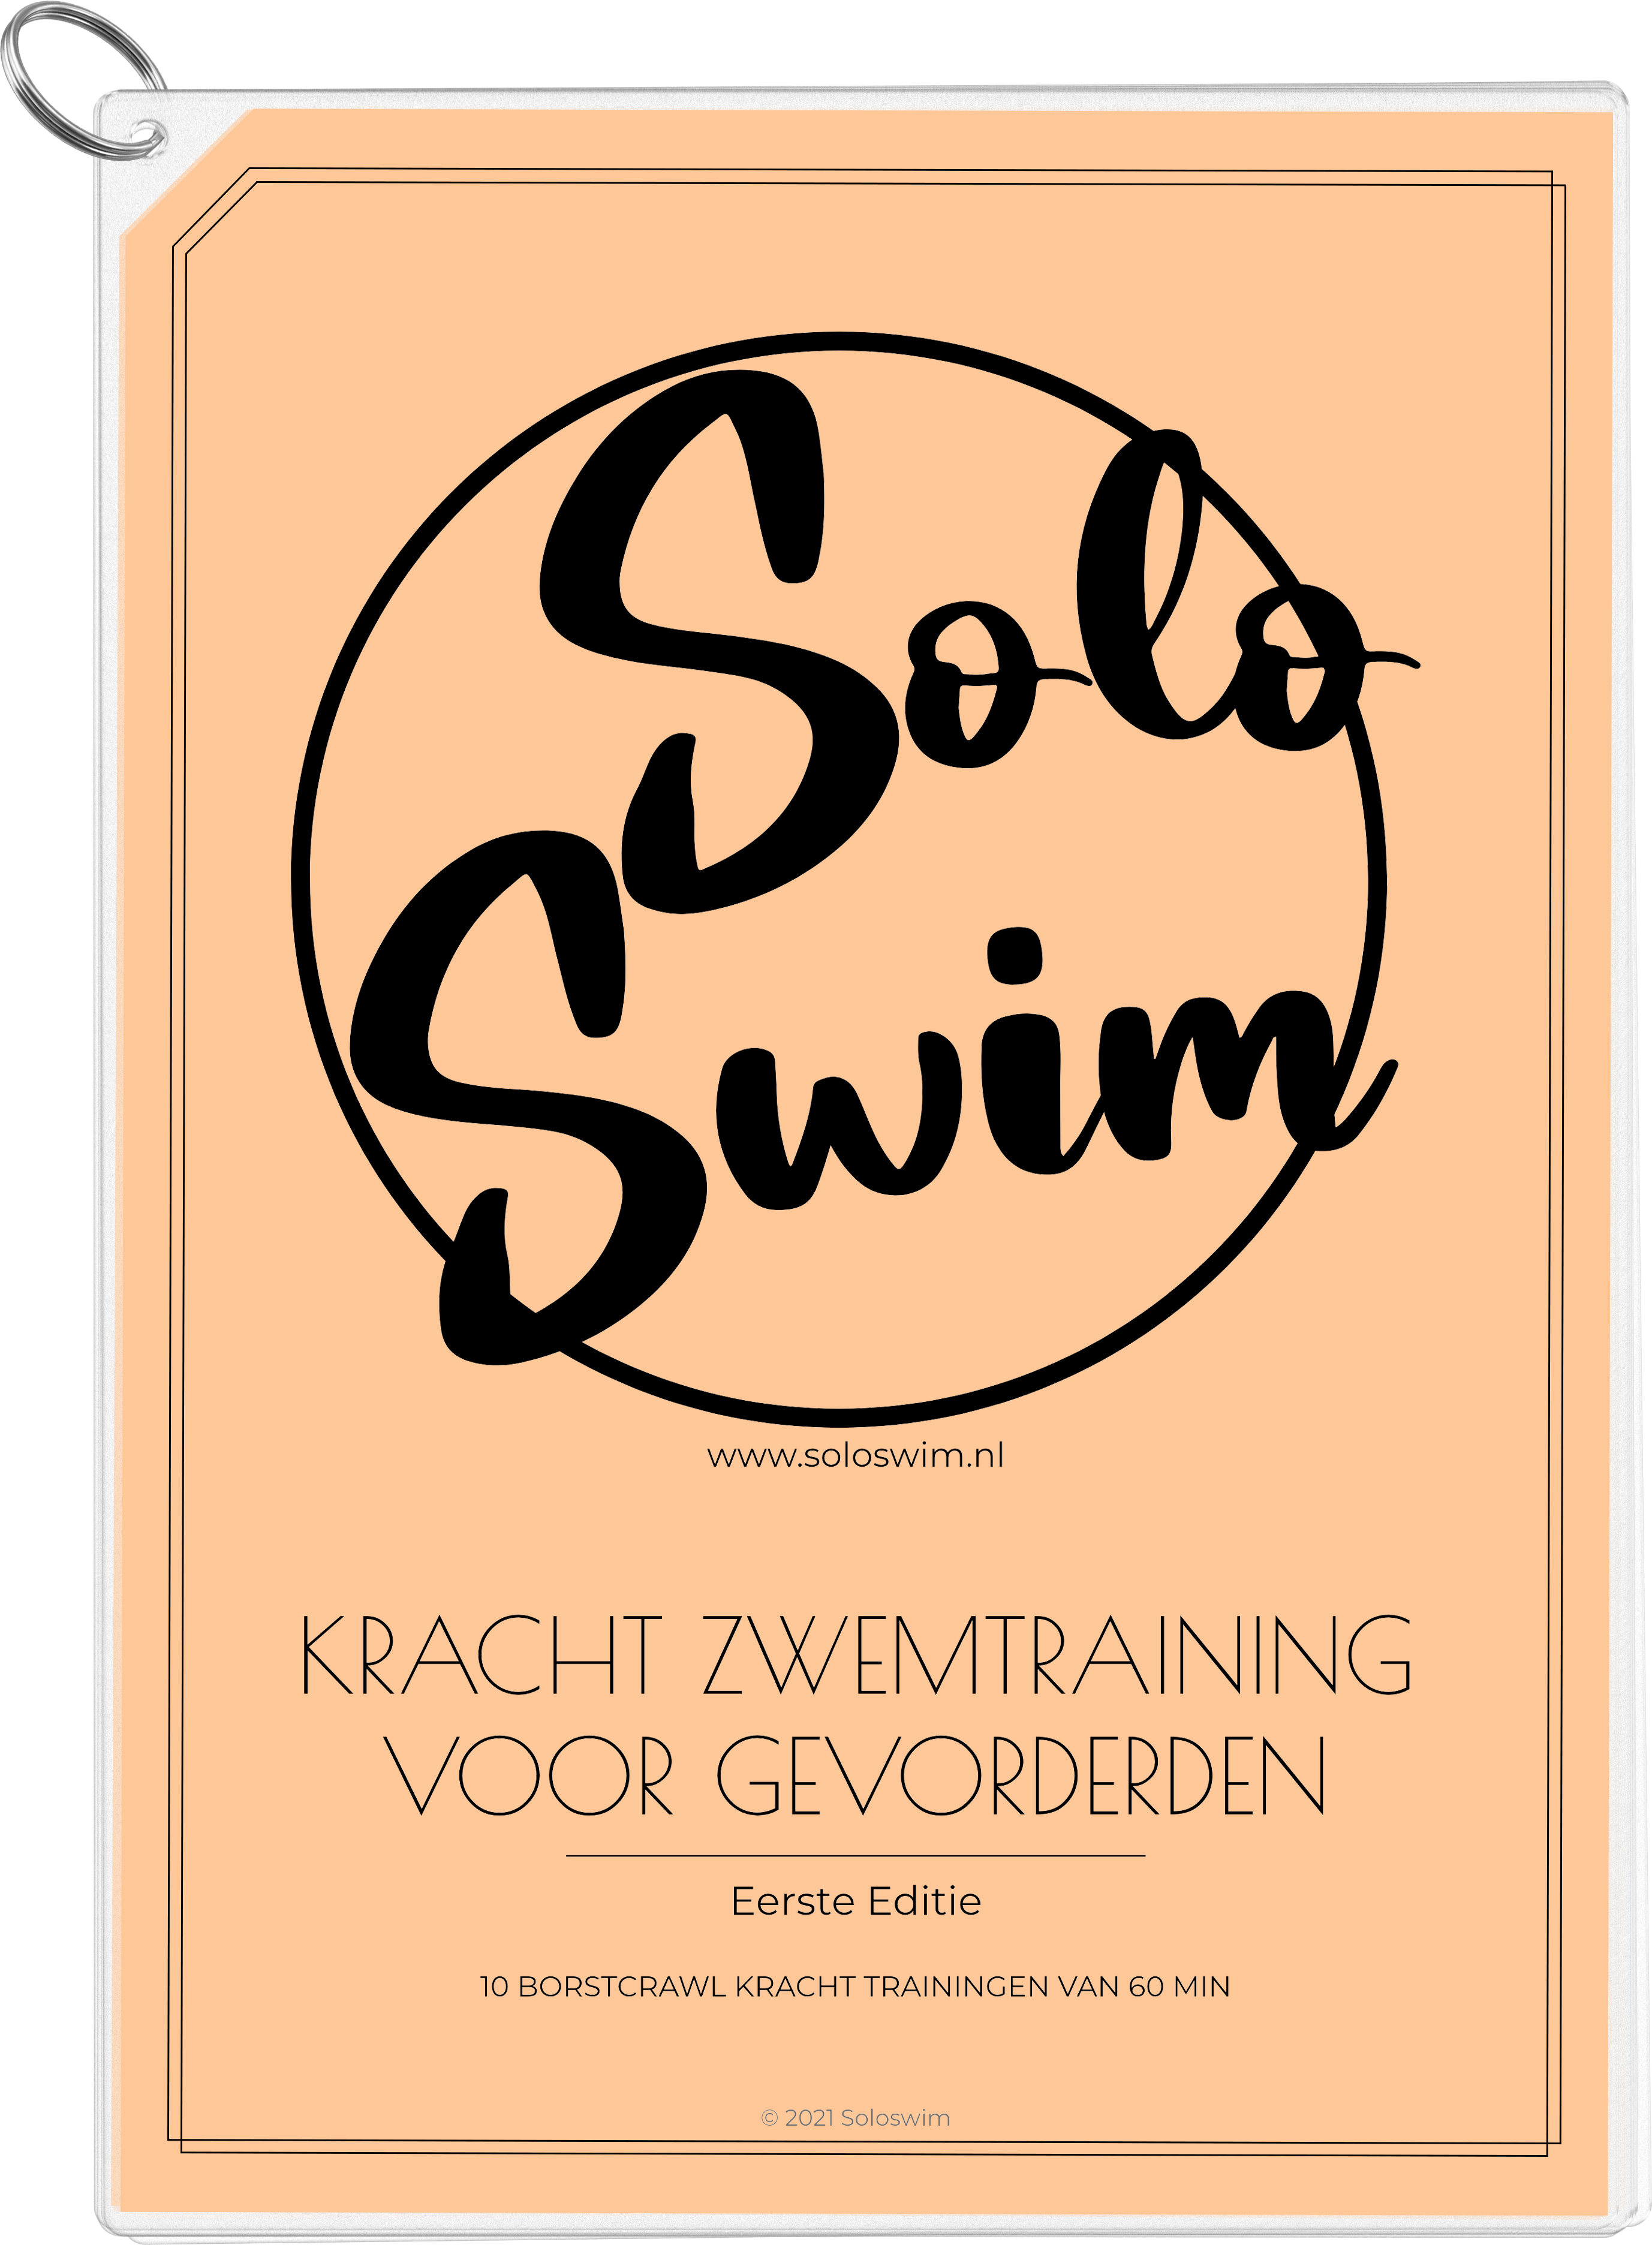 Solo
Swim
www.soloswim.nl
KRACHT ZWEMTRAINING
VOOR GEVORDERDEN
Eerste Editie
10 BORSTCRAWL KRACHT TRAININGEN VAN 60 MIN
© 2021 Soloswim